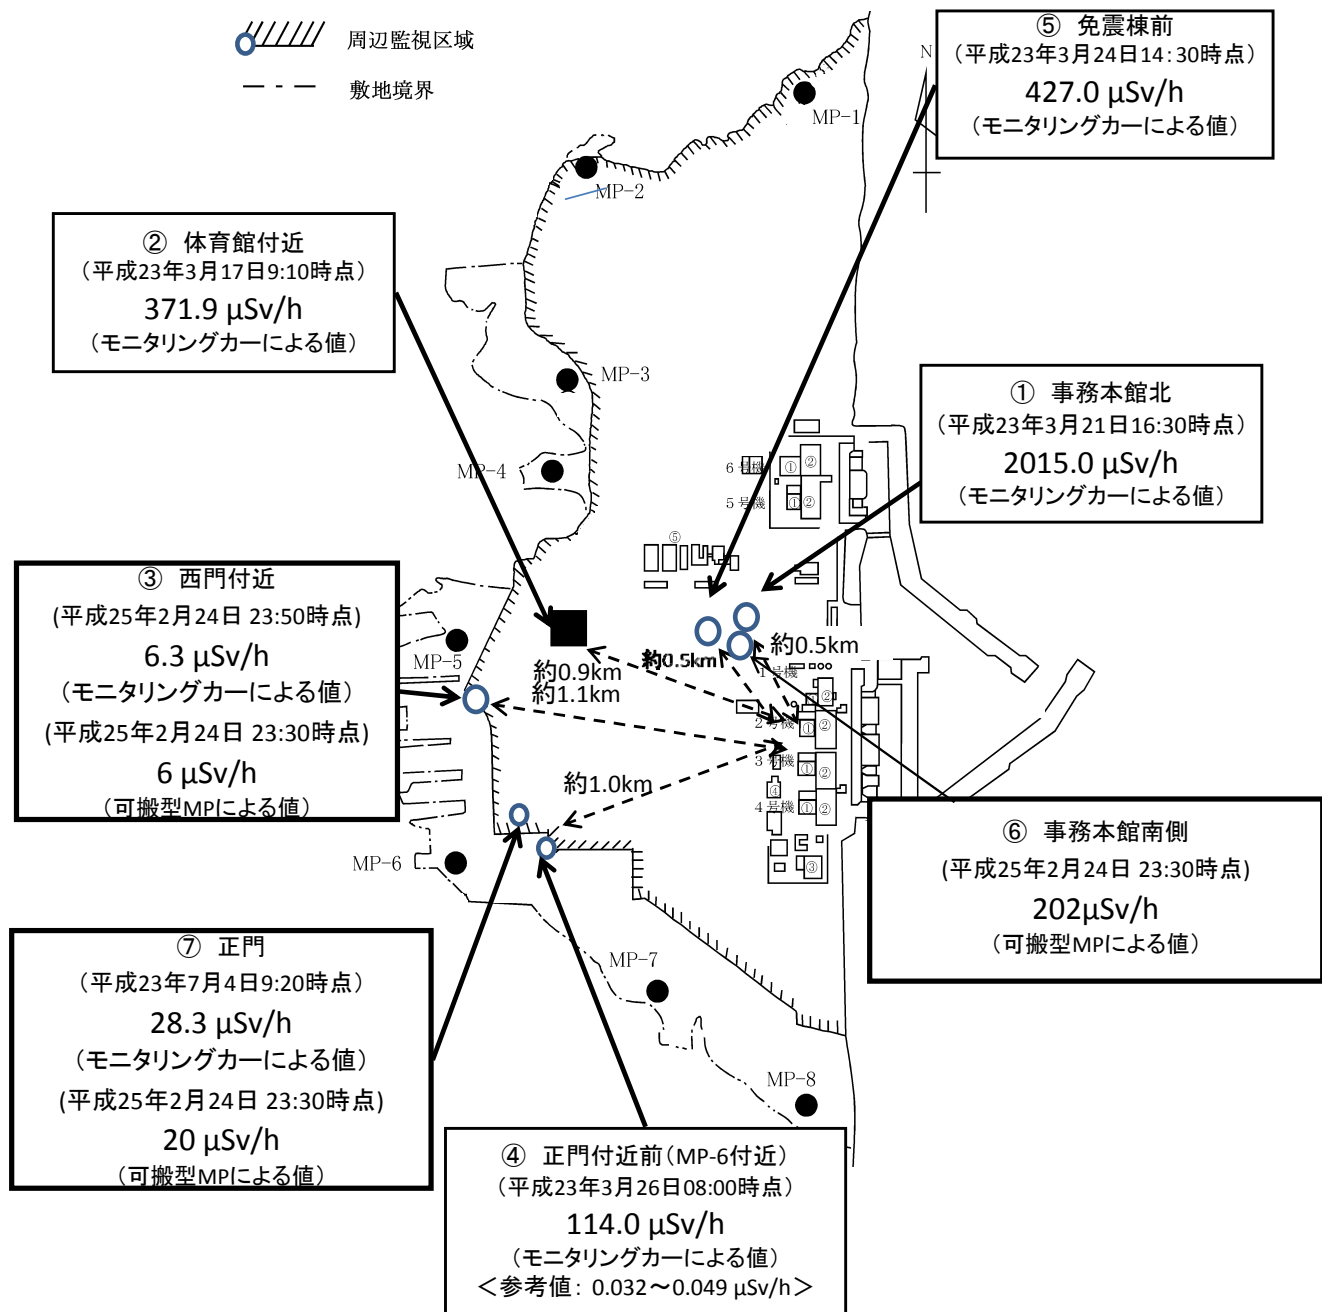 周辺監視区域
敷地境界
⑤ 免震棟前
（平成23年3月24日14：30時点）
427.0 μSv/h
（モニタリングカーによる値）
N
MP-1
MP-2
② 体育館付近
（平成23年3月17日9:10時点）
371.9 μSv/h
（モニタリングカーによる値）
MP-3
MP-4
① 事務本館北
（平成23年3月21日16:30時点）
2015.0 μSv/h
（モニタリングカーによる値）
6号機
① ②
5号機
① ②
⑤
③ 西門付近
(平成25年2月24日 23:50時点)
6.3 μSv/h
（モニタリングカーによる値）
(平成25年2月24日 23:30時点)
6 μSv/h
（可搬型MPによる値）
MP-5
約0.9km
約1.1km
約0.5km
約0.5km
1号機
②
2号機
① ②
3号機
① ②
④
4号機
① ②
③
約1.0km
MP-6
⑥ 事務本館南側
(平成25年2月24日 23:30時点)
202μSv/h
（可搬型MPによる値）
⑦ 正門
（平成23年7月4日9:20時点）
28.3 μSv/h
（モニタリングカーによる値）
(平成25年2月24日 23:30時点)
20 μSv/h
（可搬型MPによる値）
MP-7
MP-8
④ 正門付近前（MP-6付近）
（平成23年3月26日08:00時点）
114.0 μSv/h
（モニタリングカーによる値）
＜参考値： 0.032～0.049 μSv/h＞